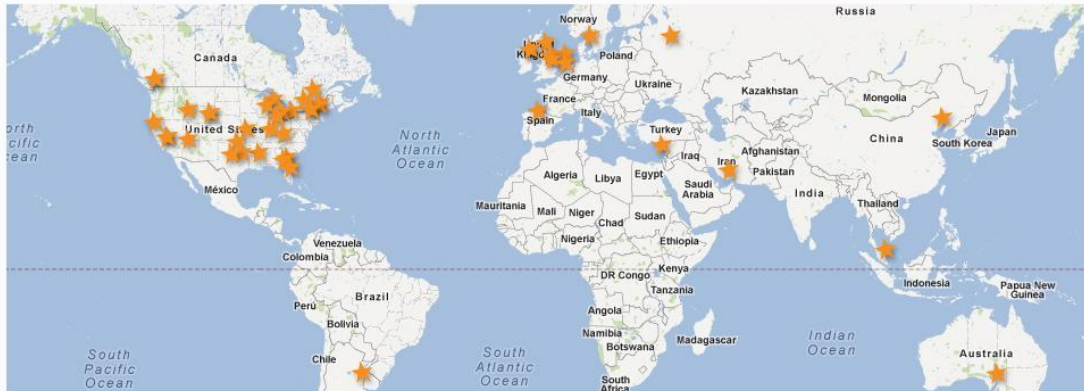 Russia
Norway
Canada
United
Kingdom
Poland
Germany
Ukraine
Kazakhstan
Mongolia
France
Italy
Spain
North
Atlantic
Ocean
United States
Turkey
China
Japan
South Korea
Afghanistan
Iraq
Iran
Pakistan
Algeria
Libya
Egypt
Saudi
Arabia
India
México
Mauritania
Mali
Niger
Chad
Sudan
Thailand
Nigeria
Ethiopia
Venezuela
Colombia
Kenya
DR Congo
Tanzania
Indonesia
Papua New
Guinea
Brazil
Perú
Bolivia
Angola
Namibia
Botswana
Madagascar
Indian
Ocean
Chile
South
Pacific
Ocean
South
Atlantic
Ocean
South
Africa
Australia